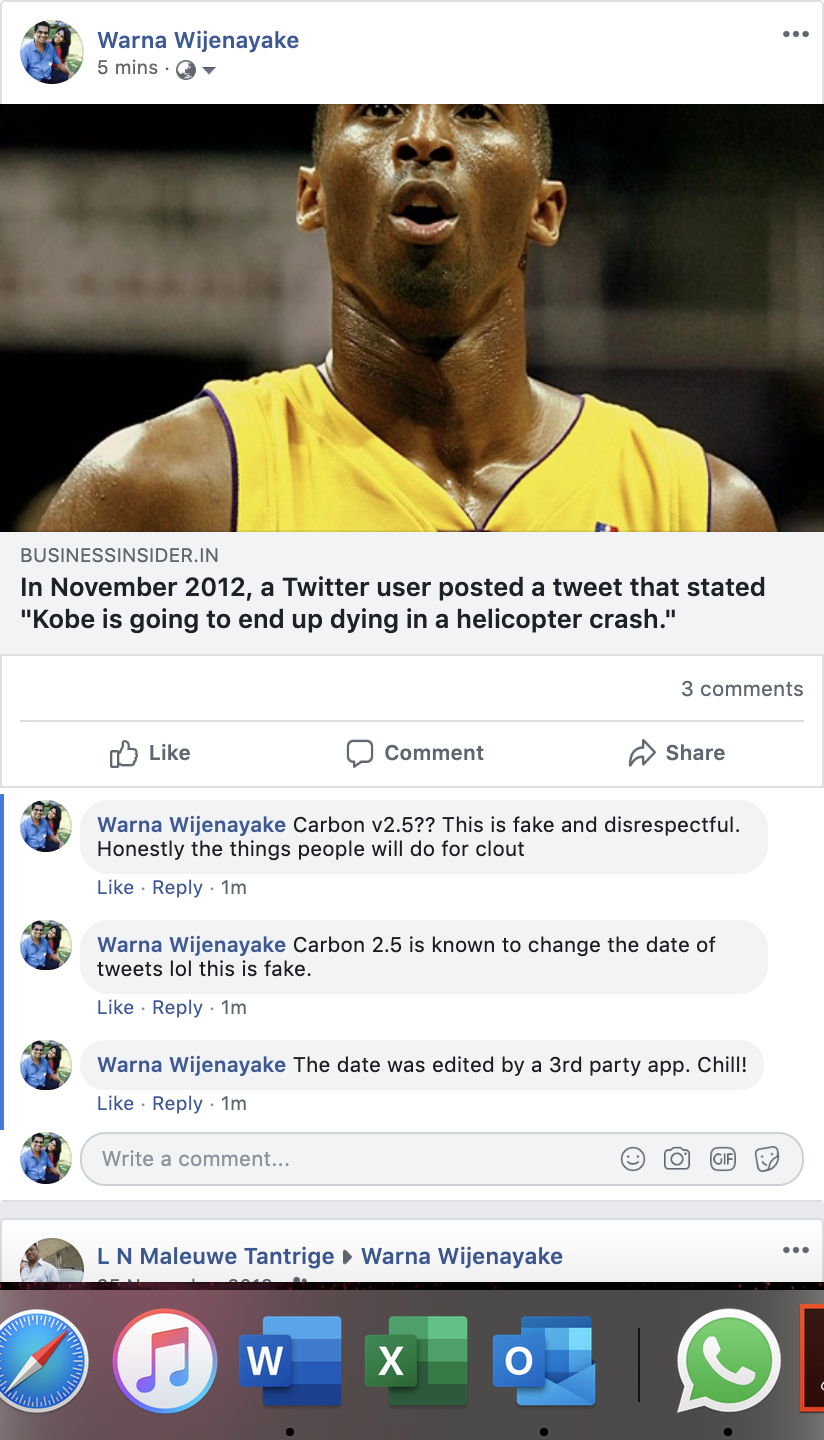 Warna Wijenayake
5 mins ·
BUSINESSINSIDER.IN
In November 2012, a Twitter user posted a tweet that stated
"Kobe is going to end up dying in a helicopter crash."
3 comments
Like Comment Share
Warna Wijenayake Carbon v2.5?? This is fake and disrespectful.
Honestly the things people will do for clout
Like · Reply · 1m
Warna Wijenayake Carbon 2.5 is known to change the date of
tweets lol this is fake.
Like · Reply · 1m
Warna Wijenayake The date was edited by a 3rd party app. Chill!
Like · Reply · 1m
Write a comment...
GIF
L N Maleuwe Tantrige Warna Wijenayake
W X O